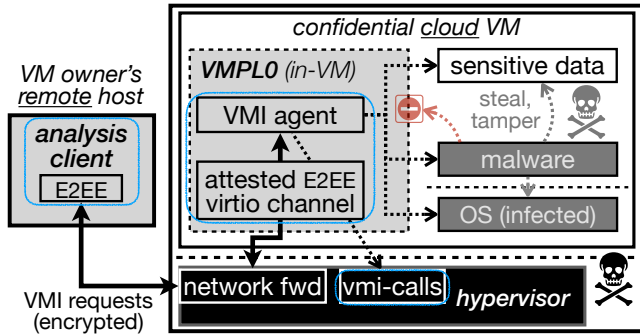 confidential cloud VM
VM owner's
remote host
analysis
client
E2EE
VMI requests
(encrypted)
VMPL0 (in-VM)
VMI agent
attested E2EE
virtio channel
sensitive data
steal,
tamper
malware
OS (infected)
network fwd
vmi-calls
hypervisor